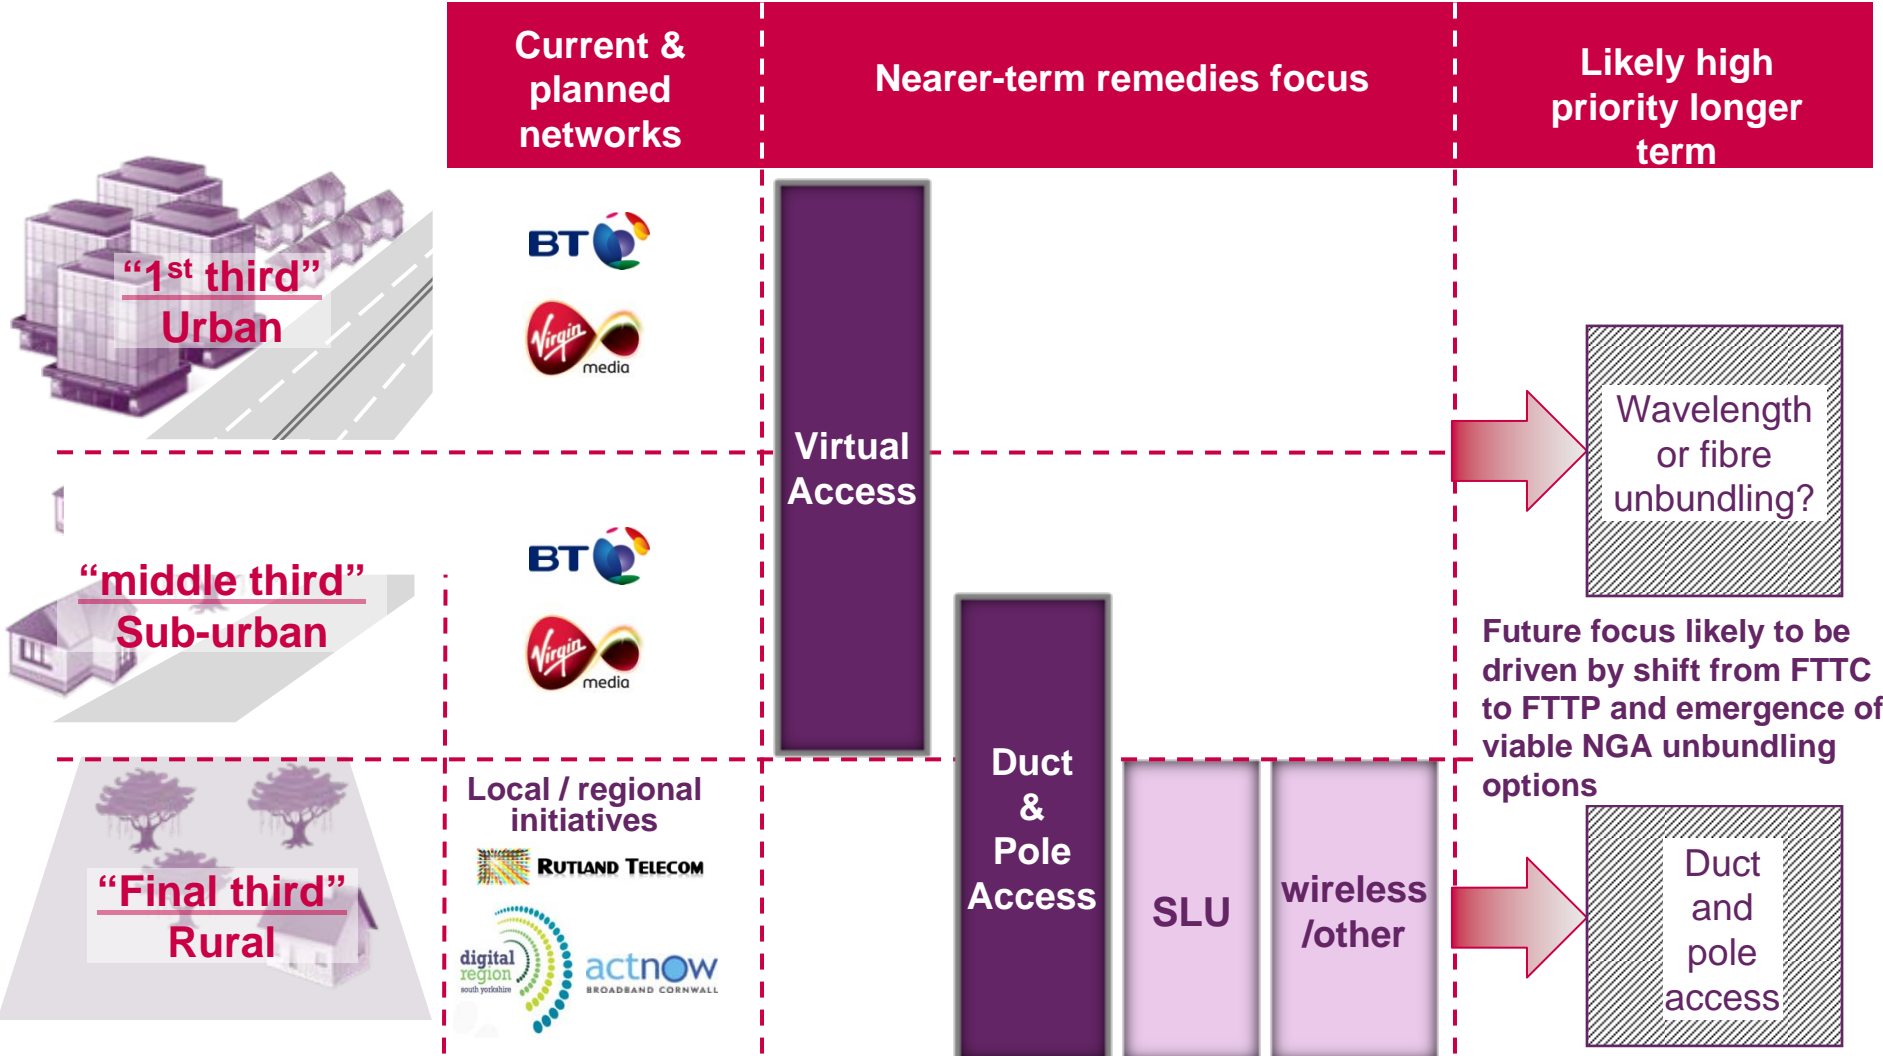 Current &
planned
networks
Nearer-term remedies focus
Likely high
priority longer
term
“1st third”
Urban
BT
Virgin
media
Virtual
Access
Wavelength
or fibre
unbundling?
“middle third”
Sub-urban
BT
Virgin
media
Future focus likely to be
driven by shift from FTTC
to FTTP and emergence of
viable NGA unbundling
options
“Final third”
Rural
Local / regional
initiatives
RUTLAND TELECOM
digital
region
south yorkshire
actnow
BROADBAND CORNWALL
Duct
&
Pole
Access
SLU
wireless
/other
Duct
and
pole
access